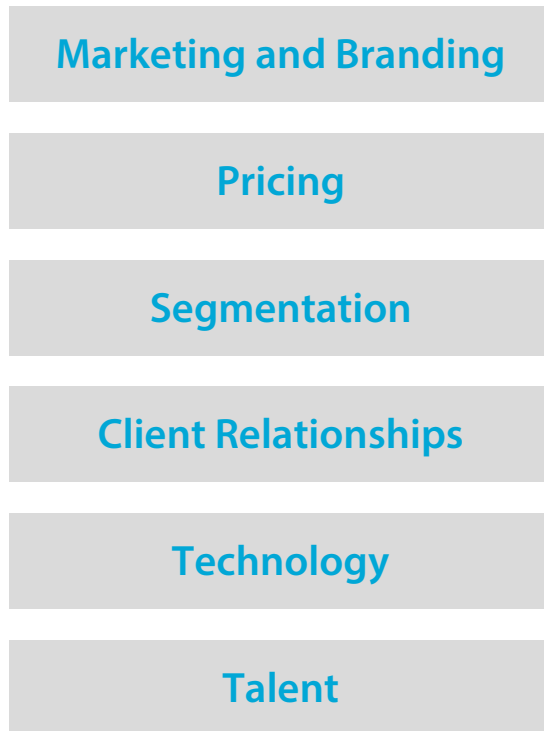 Marketing and Branding
Pricing
Segmentation
Client Relationships
Technology
Talent